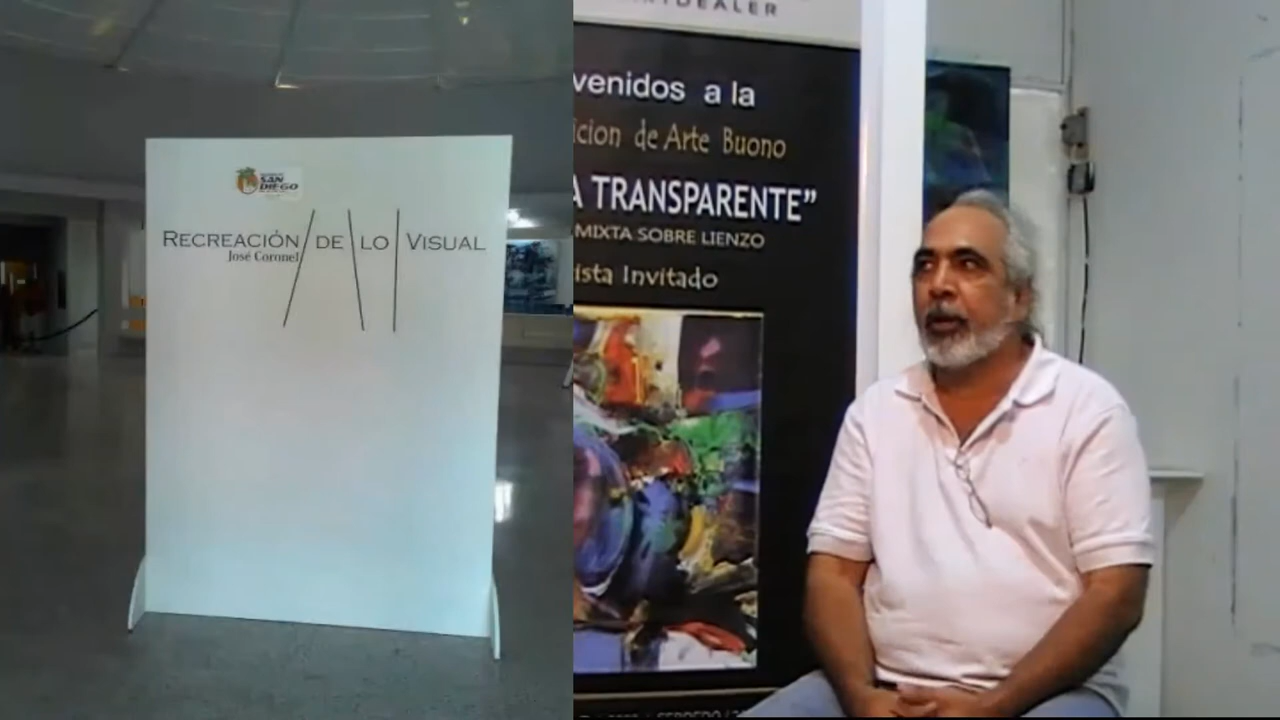 SAN
DIEGO
RECREACIÓN DE LO VISUAL
José Coronel
ARTDEALER
venidos a la
icion de Arte Buono
A TRANSPARENTE”
MIXTA SOBRE LIENZO
ista Invitado